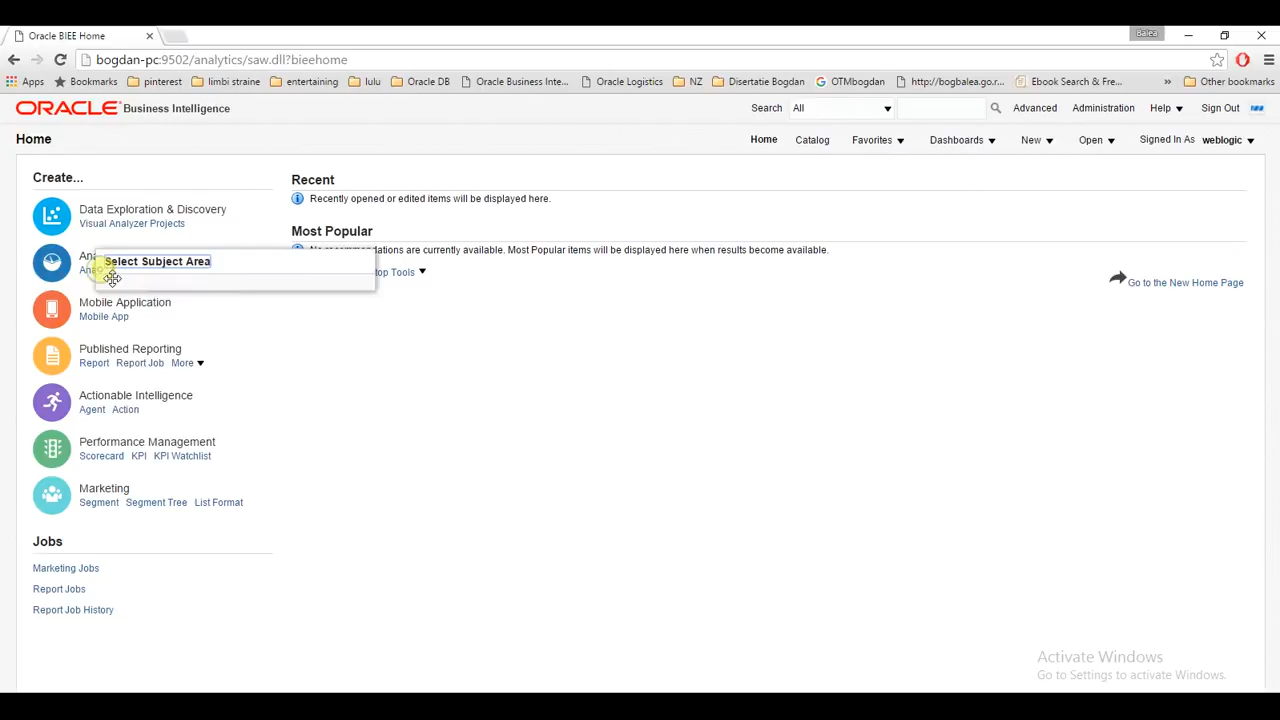 Oracle BIEE Home
Balea
bogdan-pc:9502/analytics/saw.dll?bieehome
Apps Bookmarks pinterest limbi straine entertaining lulu Oracle DB Oracle Business Inte... Oracle Logistics NZ Disertatie Bogdan OTMbogdan http://bogbalea.go.r... Ebook Search & Fre... » Other bookmarks
ORACLE Business Intelligence
Search All Advanced Administration Help Sign Out
Home
Home Catalog Favorites Dashboards New Open Signed In As weblogic
Create...
Data Exploration & Discovery
Visual Analyzer Projects
Select Subject Area
Mobile Application
Mobile App
Published Reporting
Report Report Job More
Actionable Intelligence
Agent Action
Performance Management
Scorecard KPI KPI Watchlist
Marketing
Segment Segment Tree List Format
Jobs
Marketing Jobs
Report Jobs
Report Job History
Recent
Recently opened or edited items will be displayed here.
Most Popular
are currently available. Most Popular items will be displayed here when results become available.
Tools
Go to the New Home Page
Activate Windows
Go to Settings to activate Windows.